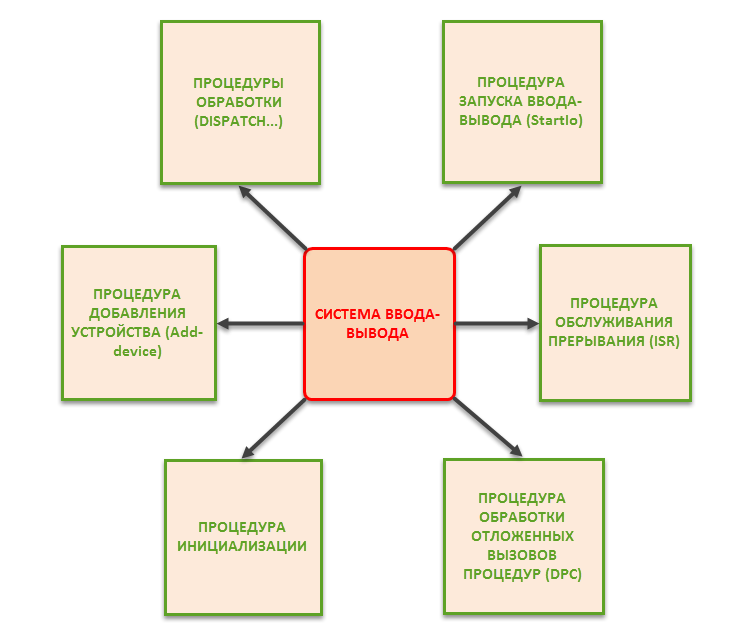 ПРОЦЕДУРЫ
ОБРАБОТКИ
(DISPATCH...)
ПРОЦЕДУРА
ЗАПУСКА ВВОДА-
ВЫВОДА (StartIo)
ПРОЦЕДУРА
ДОБАВЛЕНИЯ
УСТРОЙСТВА (Add-
device)
СИСТЕМА ВВОДА-
ВЫВОДА
ПРОЦЕДУРА
ОБСЛУЖИВАНИЯ
ПРЕРЫВАНИЯ (ISR)
ПРОЦЕДУРА
ИНИЦИАЛИЗАЦИИ
ПРОЦЕДУРА
ОБРАБОТКИ
ОТЛОЖЕННЫХ
ВЫЗОВОВ
ПРОЦЕДУР (DPC)